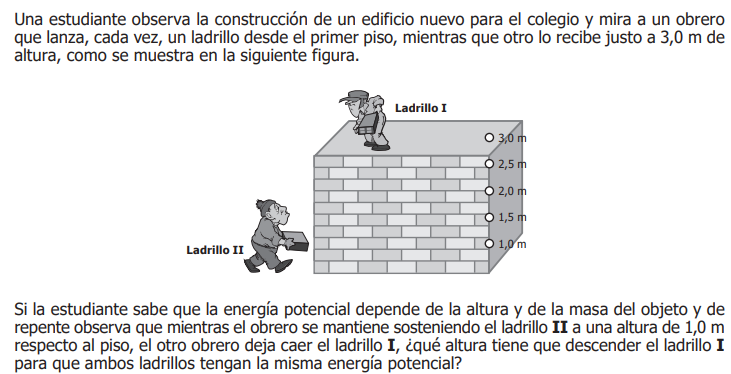 Una estudiante observa la construcción de un edificio nuevo para el colegio y mira a un obrero
que lanza, cada vez, un ladrillo desde el primer piso, mientras que otro lo recibe justo a 3,0 m de
altura, como se muestra en la siguiente figura.
Ladrillo I
3,0 m
2,5 m
2,0 m
1,5 m
1,0 m
Ladrillo II
Si la estudiante sabe que la energía potencial depende de la altura y de la masa del objeto y de
repente observa que mientras el obrero se mantiene sosteniendo el ladrillo II a una altura de 1,0 m
respecto al piso, el otro obrero deja caer el ladrillo I, ¿qué altura tiene que descender el ladrillo I
para que ambos ladrillos tengan la misma energía potencial?